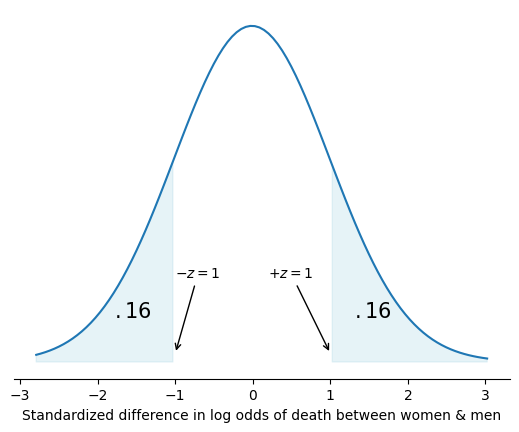 −z = 1
+z = 1
.16
.16
−3 −2 −1 0 1 2 3
Standardized difference in log odds of death between women & men